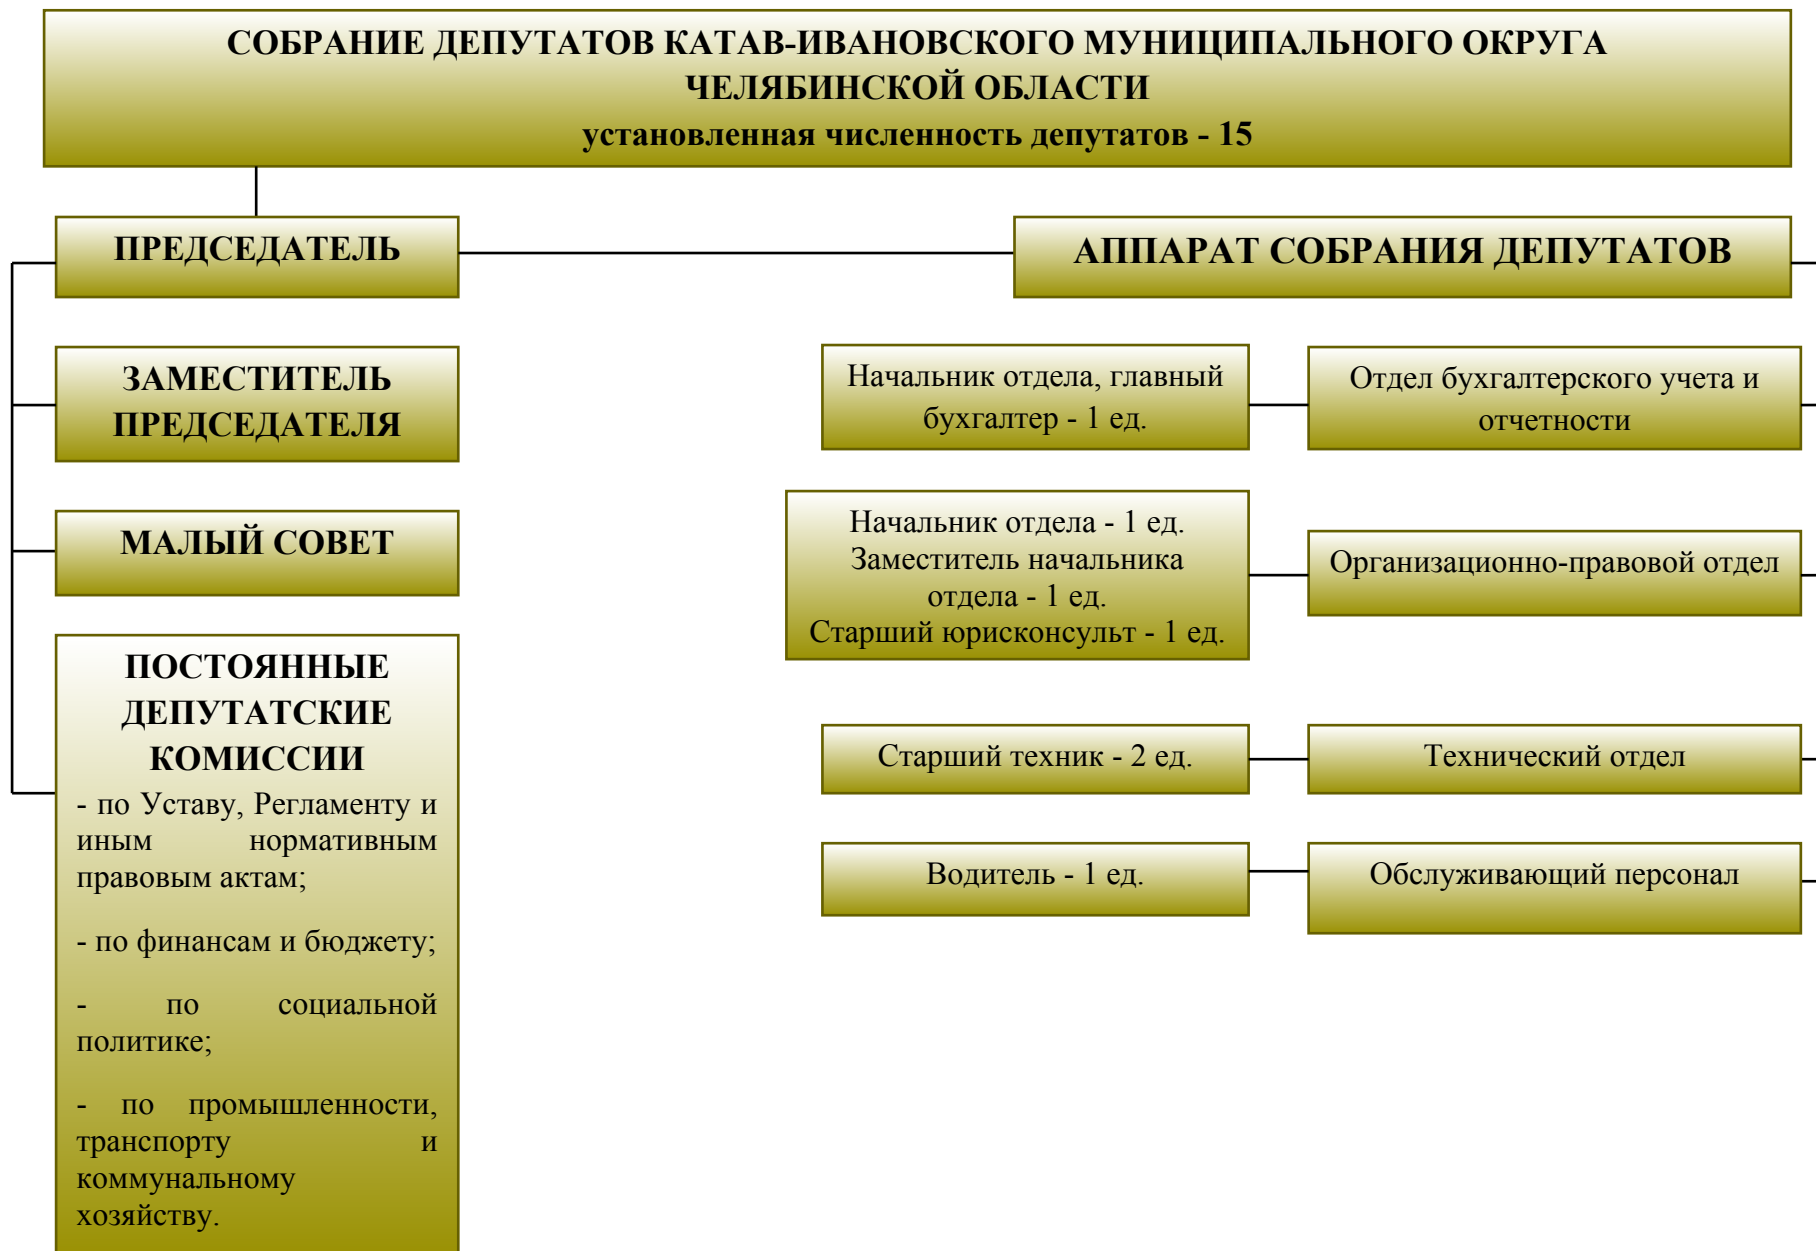 СОБРАНИЕ ДЕПУТАТОВ КАТАВ-ИВАНОВСКОГО МУНИЦИПАЛЬНОГО ОКРУГА
ЧЕЛЯБИНСКОЙ ОБЛАСТИ
установленная численность депутатов - 15
ПРЕДСЕДАТЕЛЬ
АППАРАТ СОБРАНИЯ ДЕПУТАТОВ
ЗАМЕСТИТЕЛЬ
ПРЕДСЕДАТЕЛЯ
Начальник отдела, главный
бухгалтер - 1 ед.
Отдел бухгалтерского учета и
отчетности
МАЛЫЙ СОВЕТ
Начальник отдела - 1 ед.
Заместитель начальника
отдела - 1 ед.
Старший юрисконсульт - 1 ед.
Организационно-правовой отдел
ПОСТОЯННЫЕ
ДЕПУТАТСКИЕ
КОМИССИИ
- по Уставу, Регламенту и
иным нормативным
правовым актам;
- по финансам и бюджету;
- по социальной
политике;
- по промышленности,
транспорту и
коммунальному
хозяйству.
Старший техник - 2 ед.
Технический отдел
Водитель - 1 ед.
Обслуживающий персонал